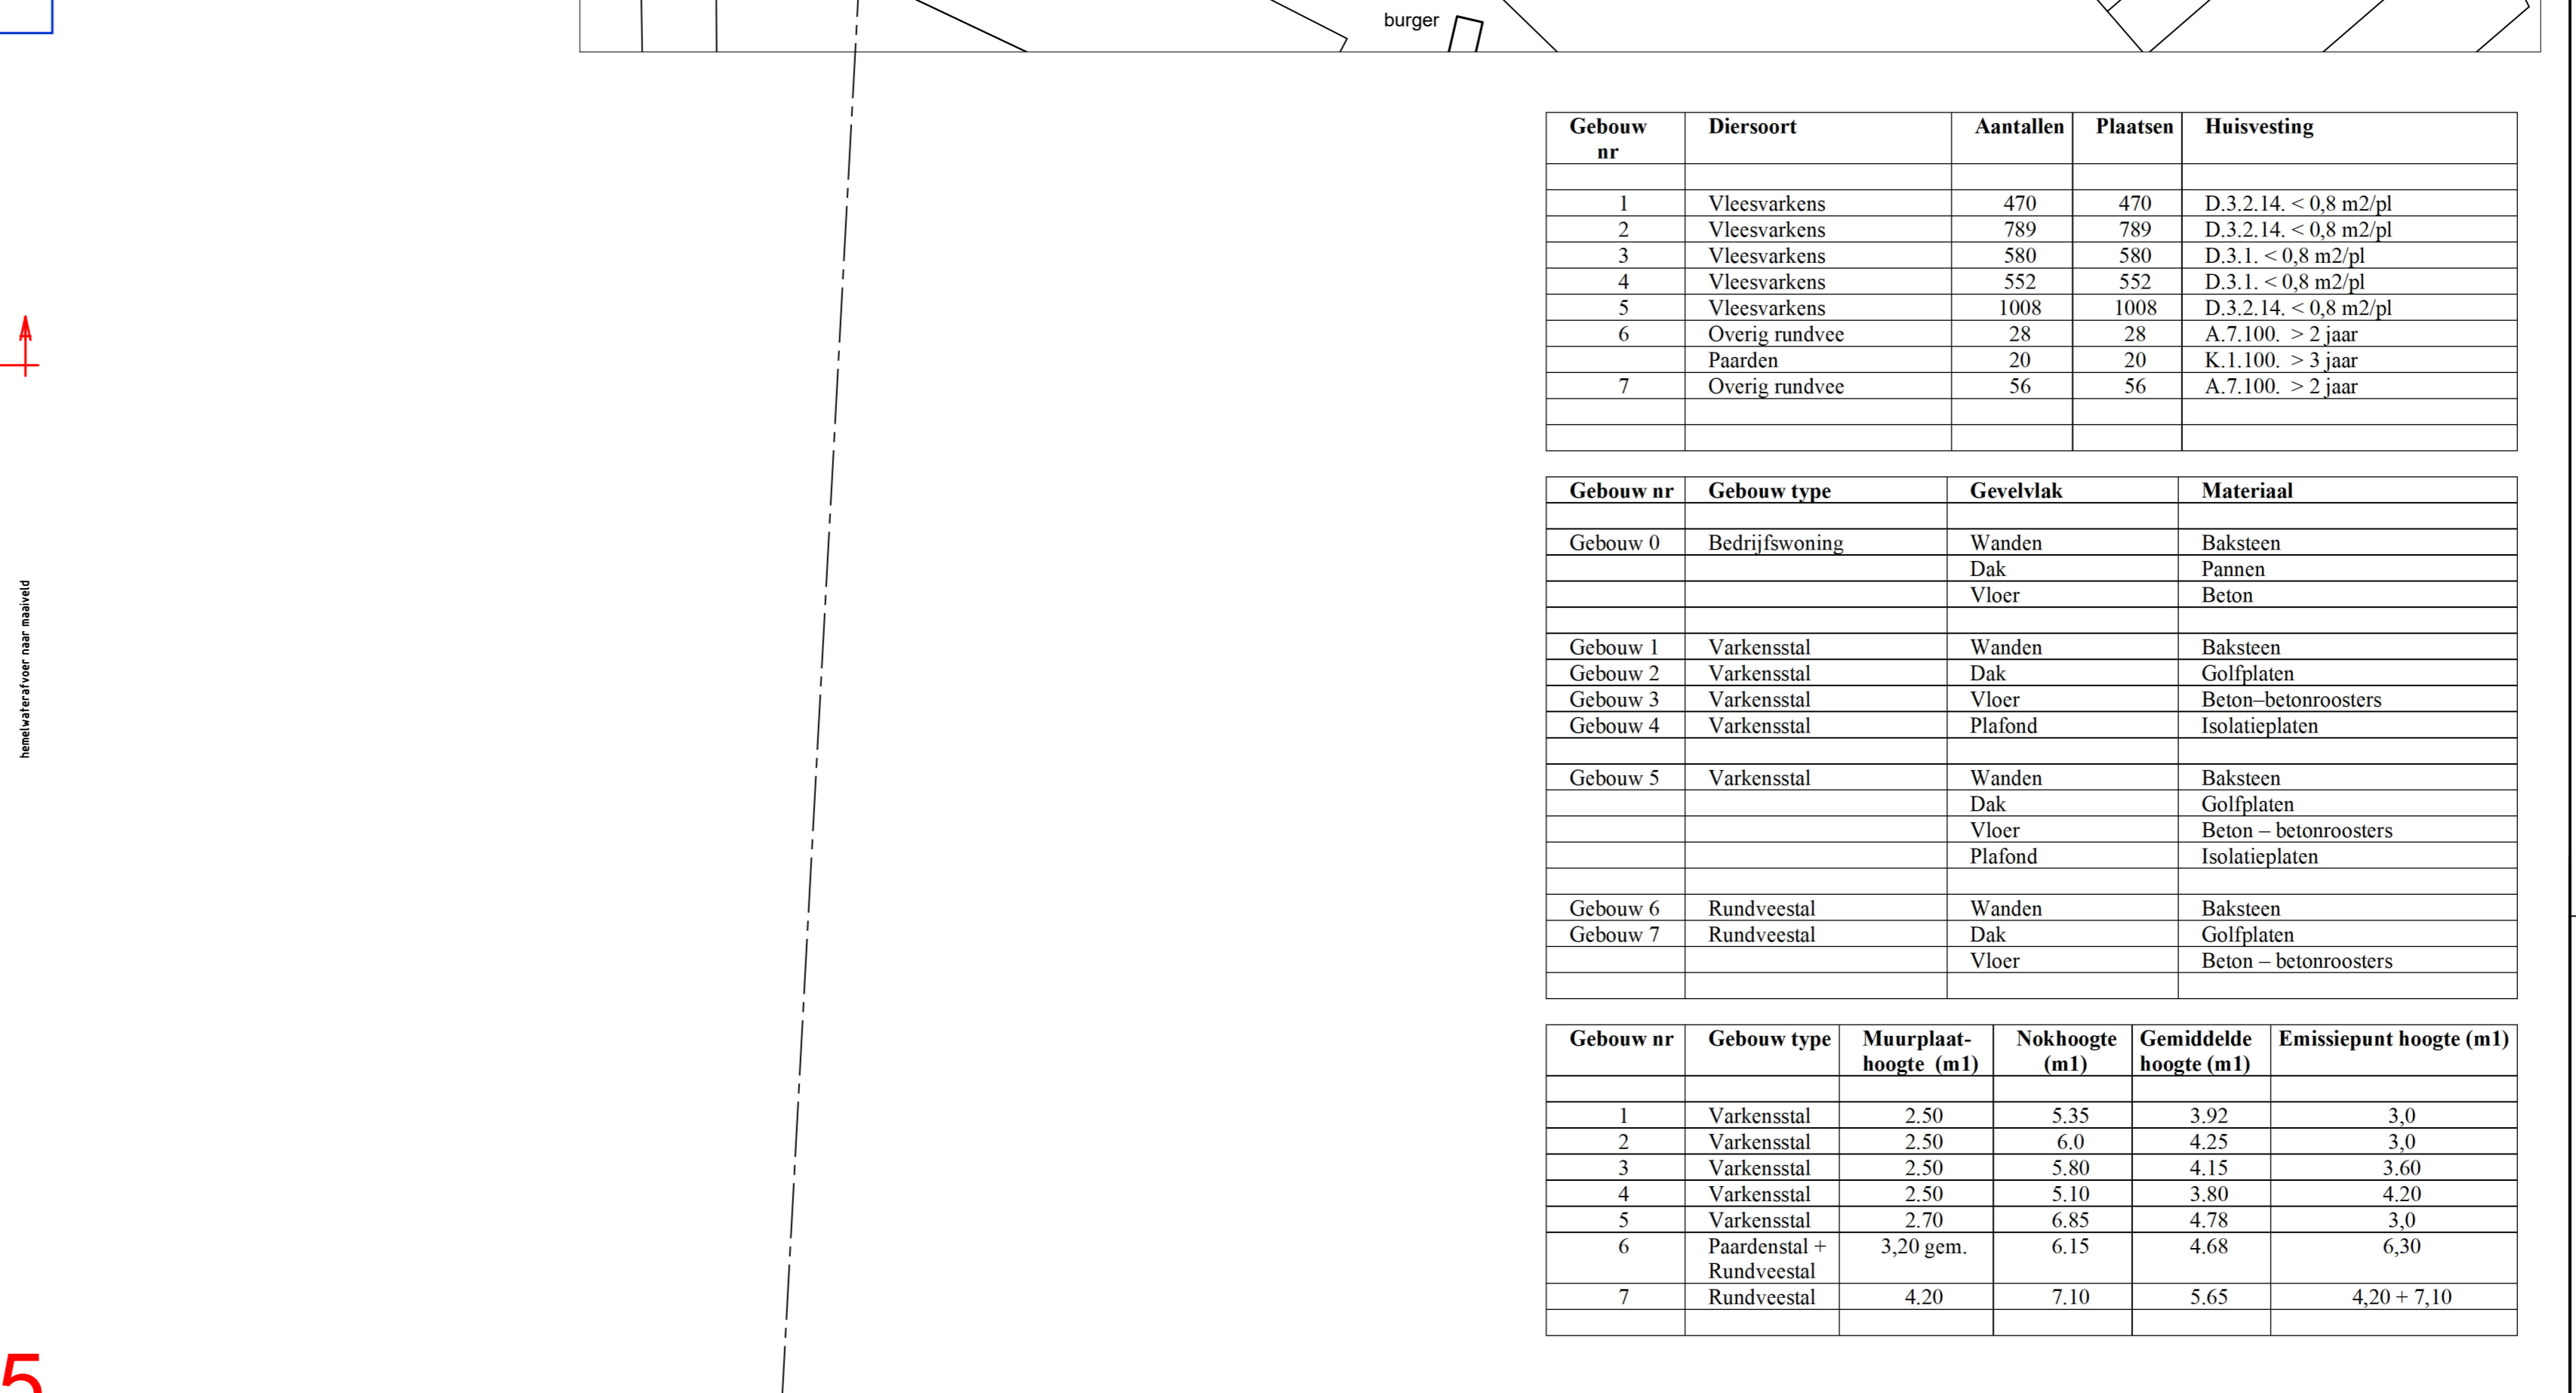 burger
Gebouw nr Diersoort Aantallen Plaatsen Huisvesting
1 Vleesvarkens 470 470 D.3.2.14. < 0,8 m2/pl
2 Vleesvarkens 789 789 D.3.2.14. < 0,8 m2/pl
3 Vleesvarkens 580 580 D.3.1. < 0,8 m2/pl
4 Vleesvarkens 552 552 D.3.1. < 0,8 m2/pl
5 Vleesvarkens 1008 1008 D.3.2.14. < 0,8 m2/pl
6 Overig rundvee 28 28 A.7.100. > 2 jaar
Paarden 20 20 K.1.100. > 3 jaar
7 Overig rundvee 56 56 A.7.100. > 2 jaar
Gebouw nr Gebouw type Gevelvlak Materiaal
Gebouw 0 Bedrijfswoning Wanden Baksteen
Dak Pannen
Vloer Beton
Gebouw 1 Varkensstal Wanden Baksteen
Gebouw 2 Varkensstal Dak Golfplaten
Gebouw 3 Varkensstal Vloer Beton–betonroosters
Gebouw 4 Varkensstal Plafond Isolatieplaten
Gebouw 5 Varkensstal Wanden Baksteen
Dak Golfplaten
Vloer Beton – betonroosters
Plafond Isolatieplaten
Gebouw 6 Rundveestal Wanden Baksteen
Gebouw 7 Rundveestal Dak Golfplaten
Vloer Beton – betonroosters
Gebouw nr Gebouw type Muurplaat- Nokhoogte Gemiddelde Emissiepunt hoogte (m1)
hoogte (m1) (m1) hoogte (m1)
1 Varkensstal 2.50 5.35 3.92 3,0
2 Varkensstal 2.50 6.0 4.25 3,0
3 Varkensstal 2.50 5.80 4.15 3.60
4 Varkensstal 2.50 5.10 3.80 4.20
5 Varkensstal 2.70 6.85 4.78 3,0
6 Paardenstal + 3,20 gem. 6.15 4.68 6,30
Rundveestal
7 Rundveestal 4.20 7.10 5.65 4,20 + 7,10
hemelwaterafvoer naar maaiveld
5